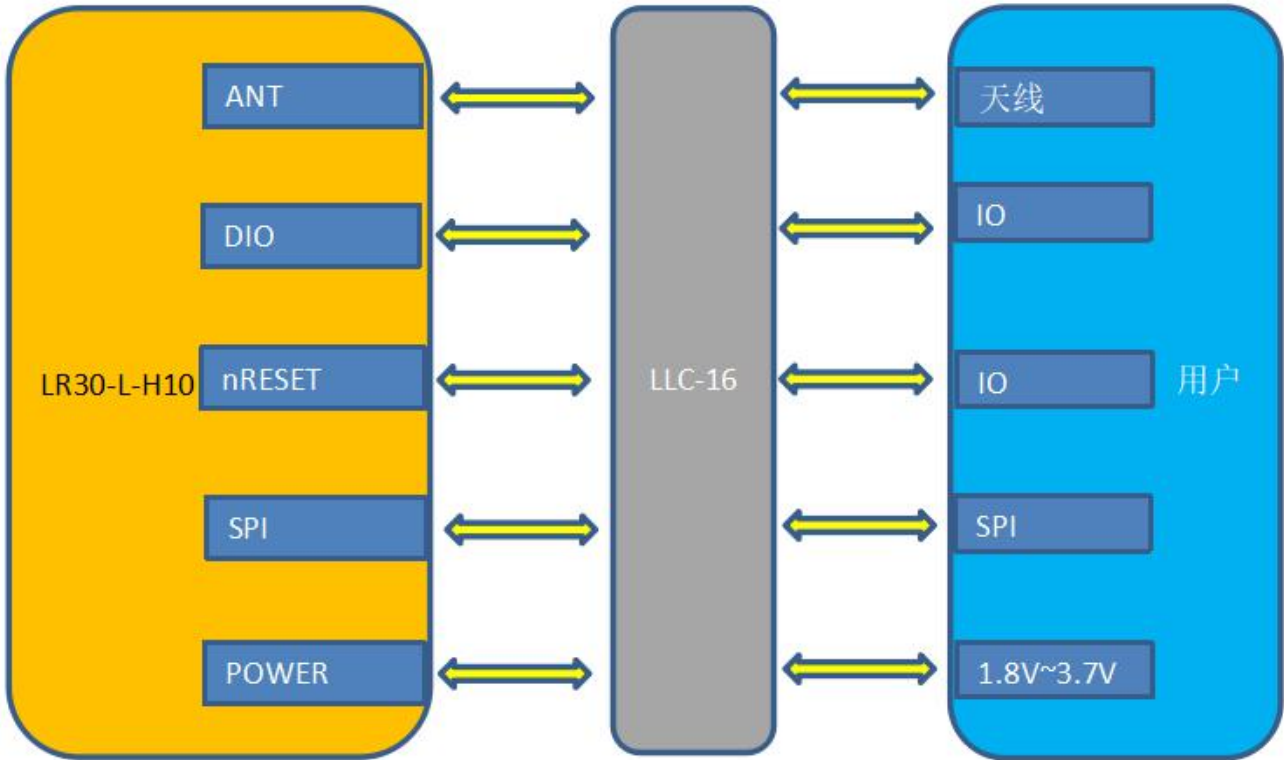 ANT
DIO
LR30-L-H10
nRESET
SPI
POWER
LLC-16
天线
IO
IO
用户
SPI
1.8V~3.7V